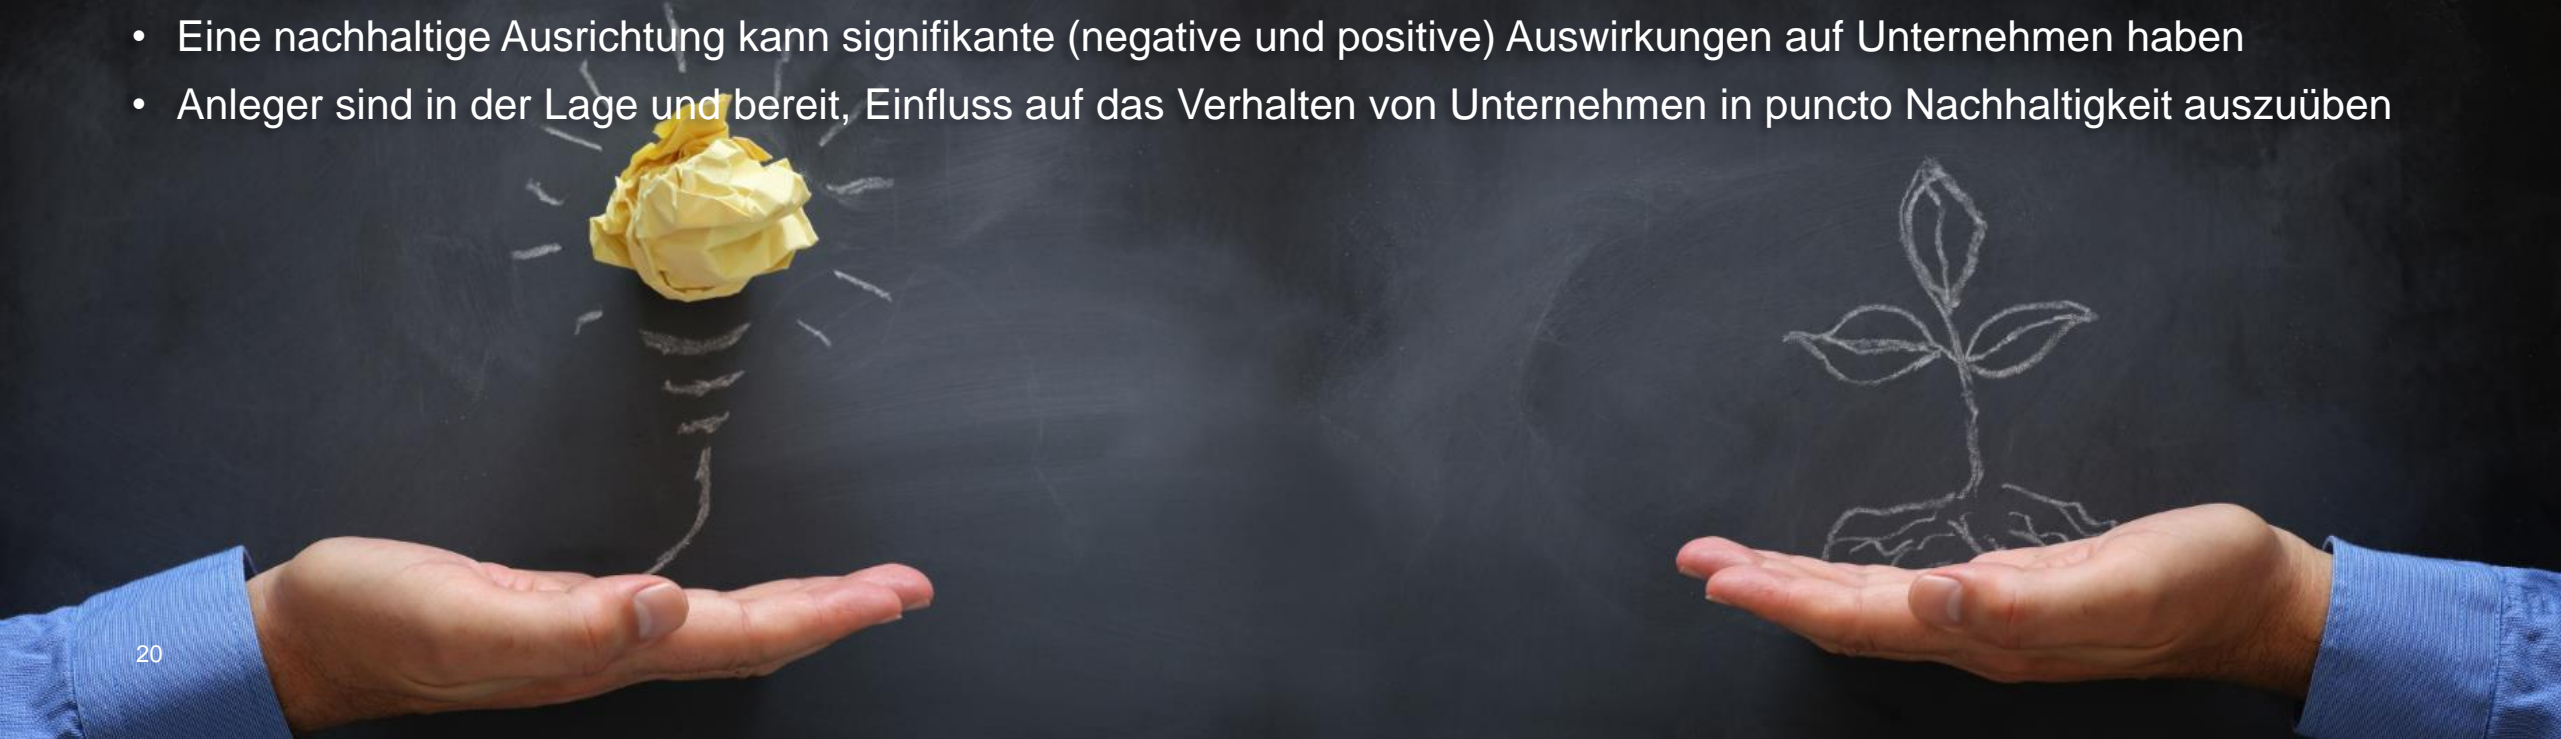 • Eine nachhaltige Ausrichtung kann signifikante (negative und positive) Auswirkungen auf Unternehmen haben
• Anleger sind in der Lage und bereit, Einfluss auf das Verhalten von Unternehmen in puncto Nachhaltigkeit auszuüben
20